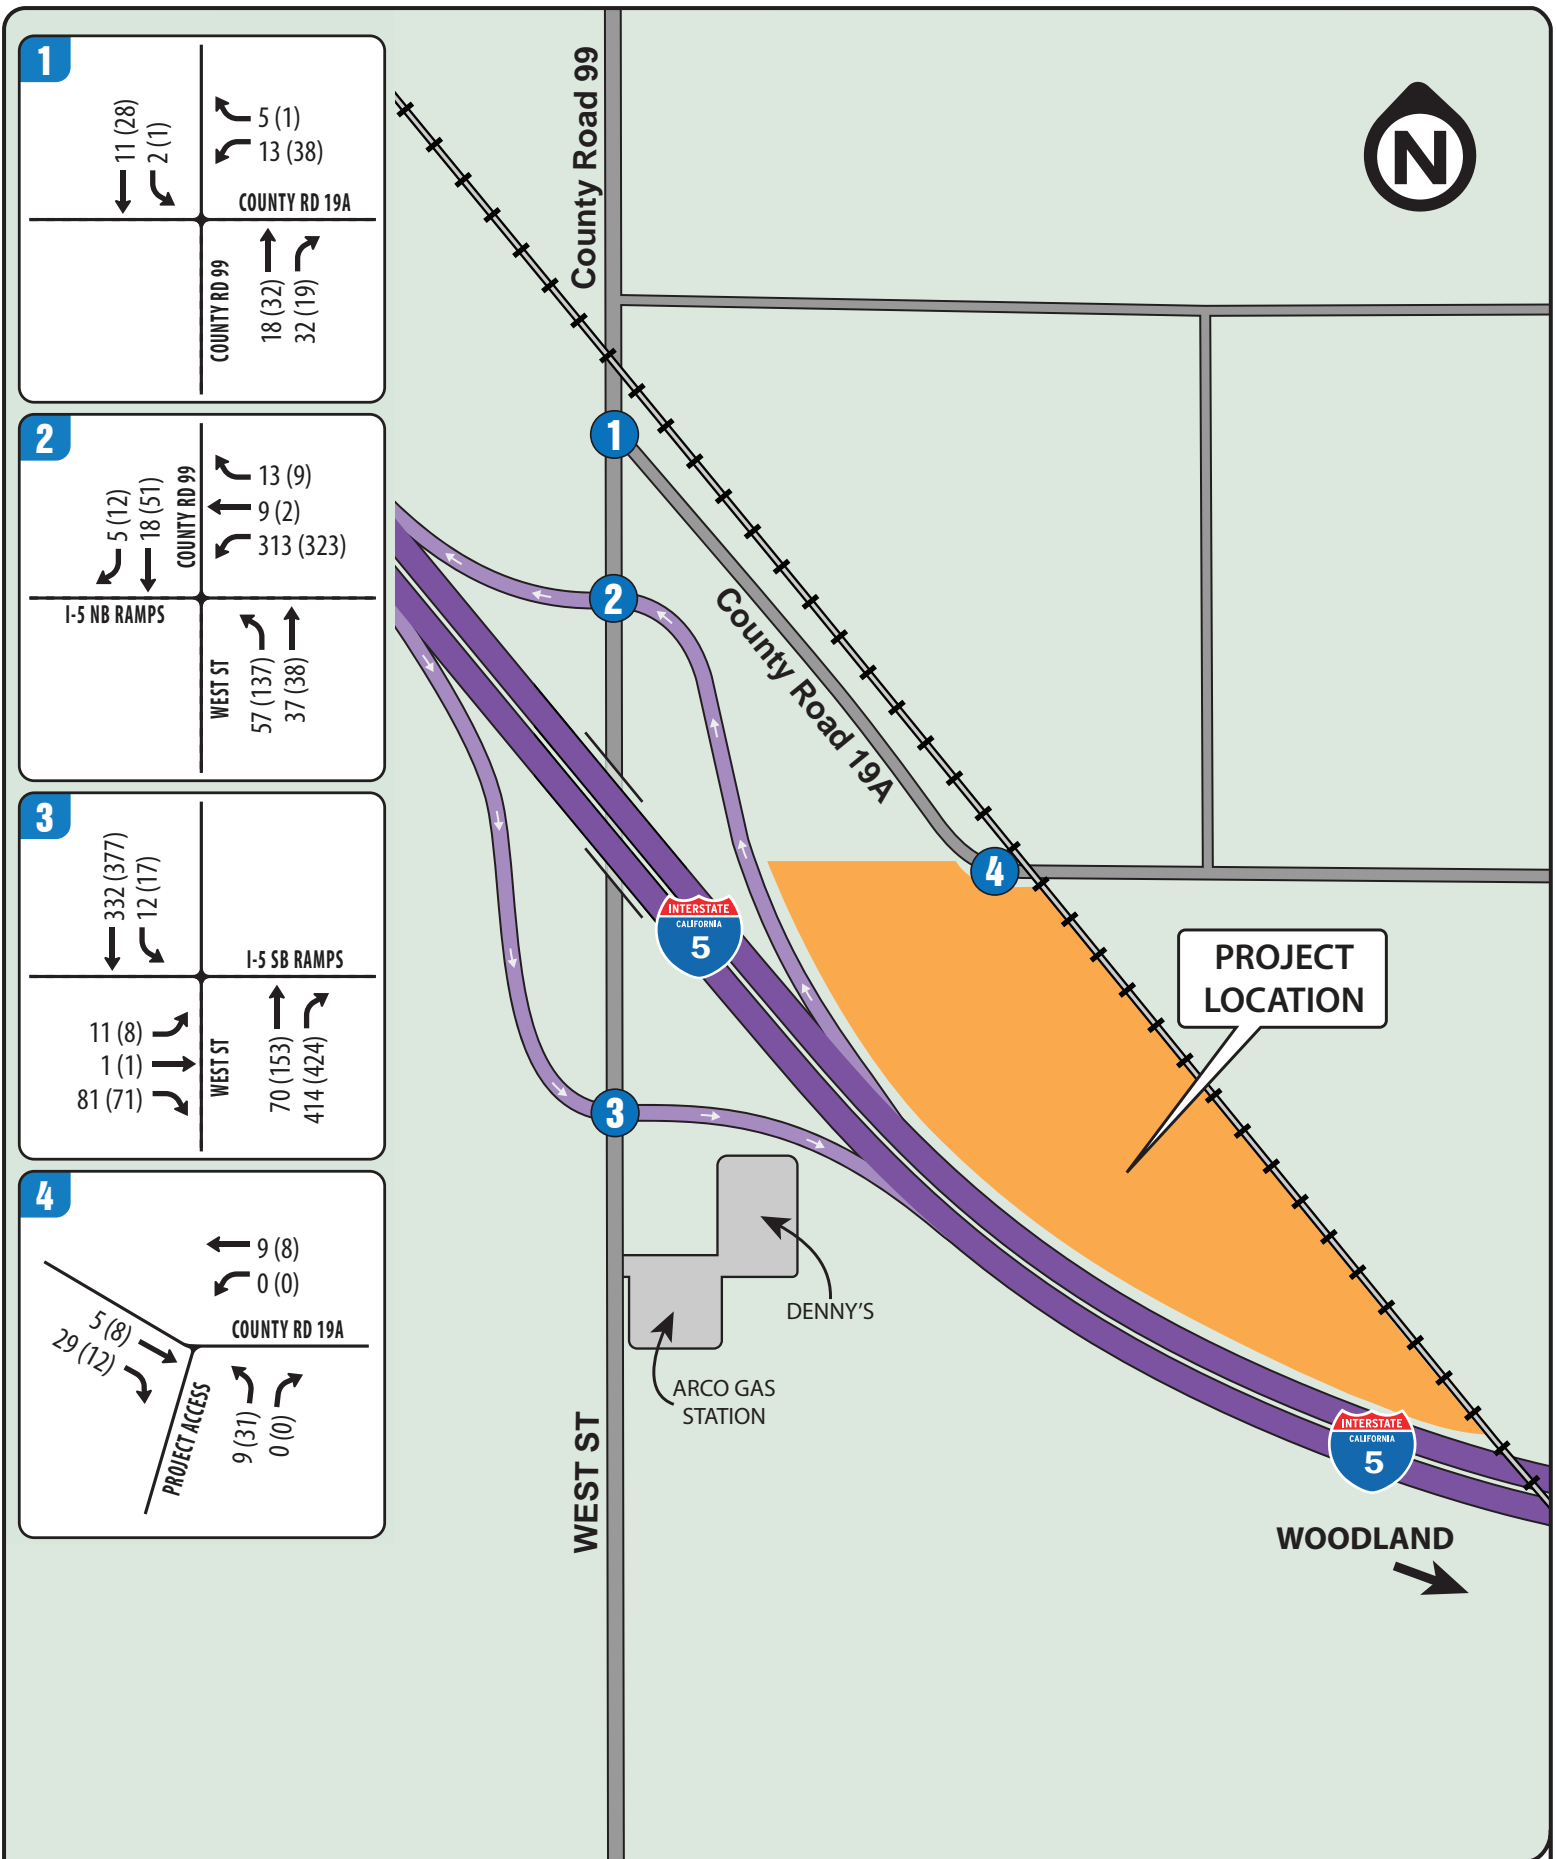 1
11 (28)
2 (1)
5 (1)
13 (38)
COUNTY RD 19A
COUNTY RD 99
18 (32)
32 (19)
2
5 (12)
18 (51)
COUNTY RD 99
13 (9)
9 (2)
313 (323)
I-5 NB RAMPS
WEST ST
57 (137)
37 (38)
3
332 (377)
12 (17)
I-5 SB RAMPS
11 (8)
1 (1)
81 (71)
WEST ST
70 (153)
414 (424)
4
9 (8)
0 (0)
5 (8)
29 (12)
COUNTY RD 19A
PROJECT ACCESS
9 (31)
0 (0)
County Road 99
N
1
2
County Road 19A
4
INTERSTATE
CALIFORNIA
5
PROJECT
LOCATION
3
DENNY'S
ARCO GAS
STATION
WEST ST
INTERSTATE
CALIFORNIA
5
WOODLAND